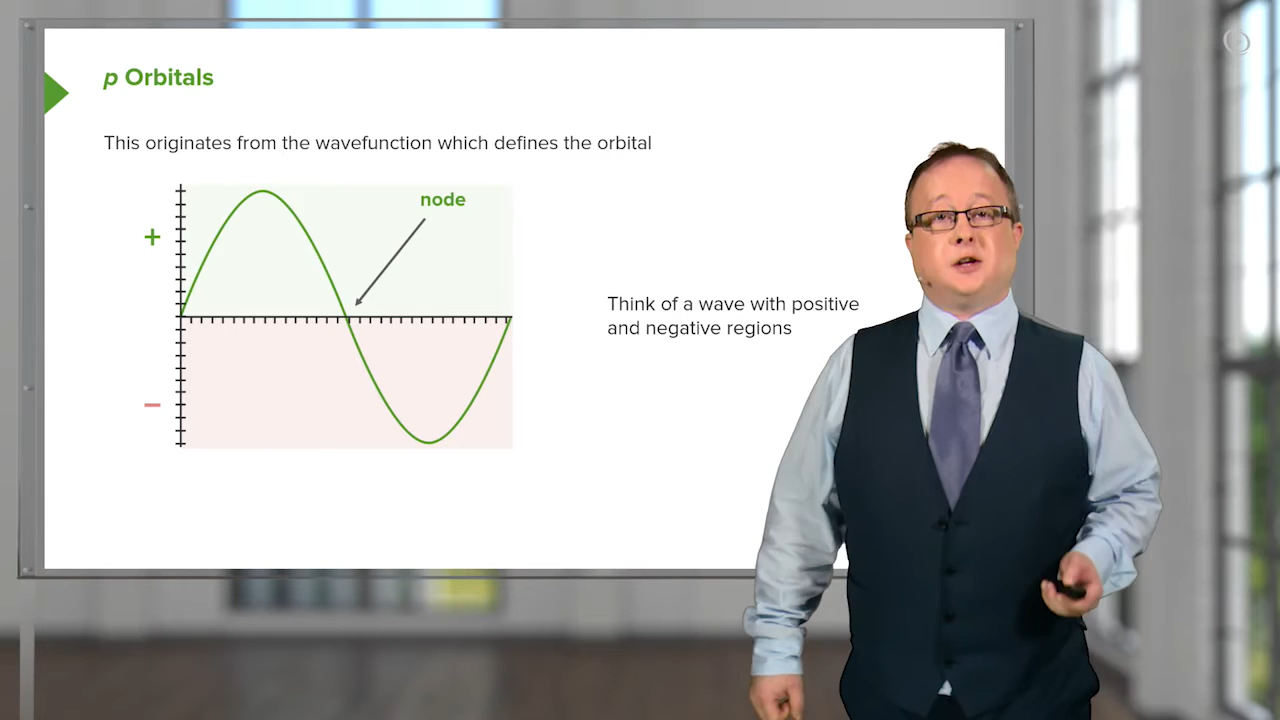 p Orbitals
This originates from the wavefunction which defines the orbital
node
+
−
Think of a wave with positive
and negative regions